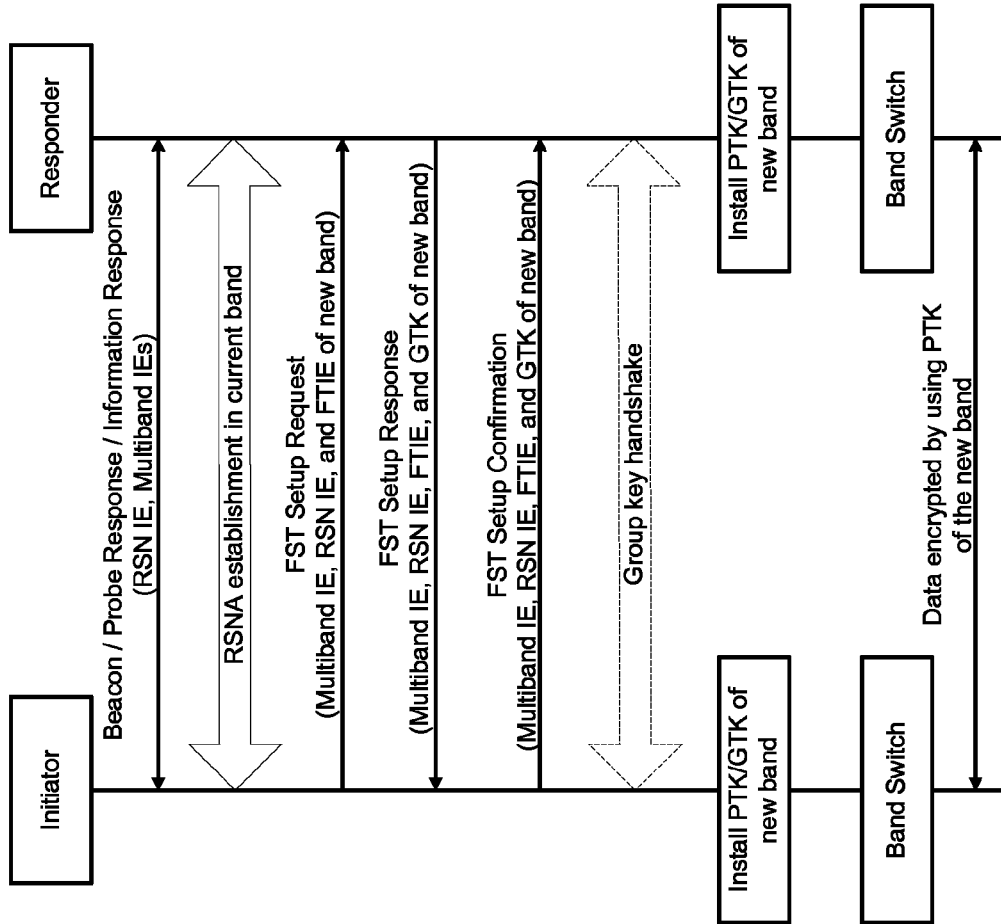 Initiator
Responder
Beacon / Probe Response / Information Response
(RSN IE, Multiband IEs)
RSNA establishment in current band
FST Setup Request
(Multiband IE, RSN IE, and FTIE of new band)
FST Setup Response
(Multiband IE, RSN IE, FTIE, and GTK of new band)
FST Setup Confirmation
(Multiband IE, RSN IE, FTIE, and GTK of new band)
Group key handshake
Install PTK/GTK of
new band
Install PTK/GTK of
new band
Band Switch
Band Switch
Data encrypted by using PTK
of the new band